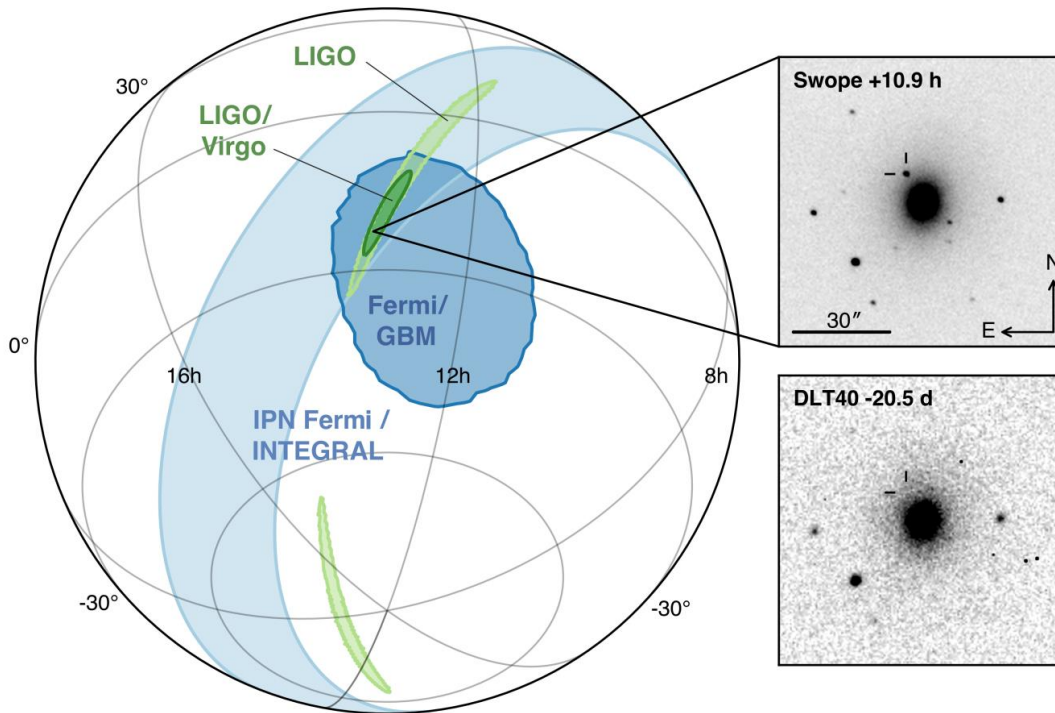 LIGO
LIGO/
Virgo
30°
0°
16h
12h
8h
Fermi/
GBM
IPN Fermi /
INTEGRAL
-30°
-30°
Swope +10.9 h
N
30″
E
DLT40 -20.5 d